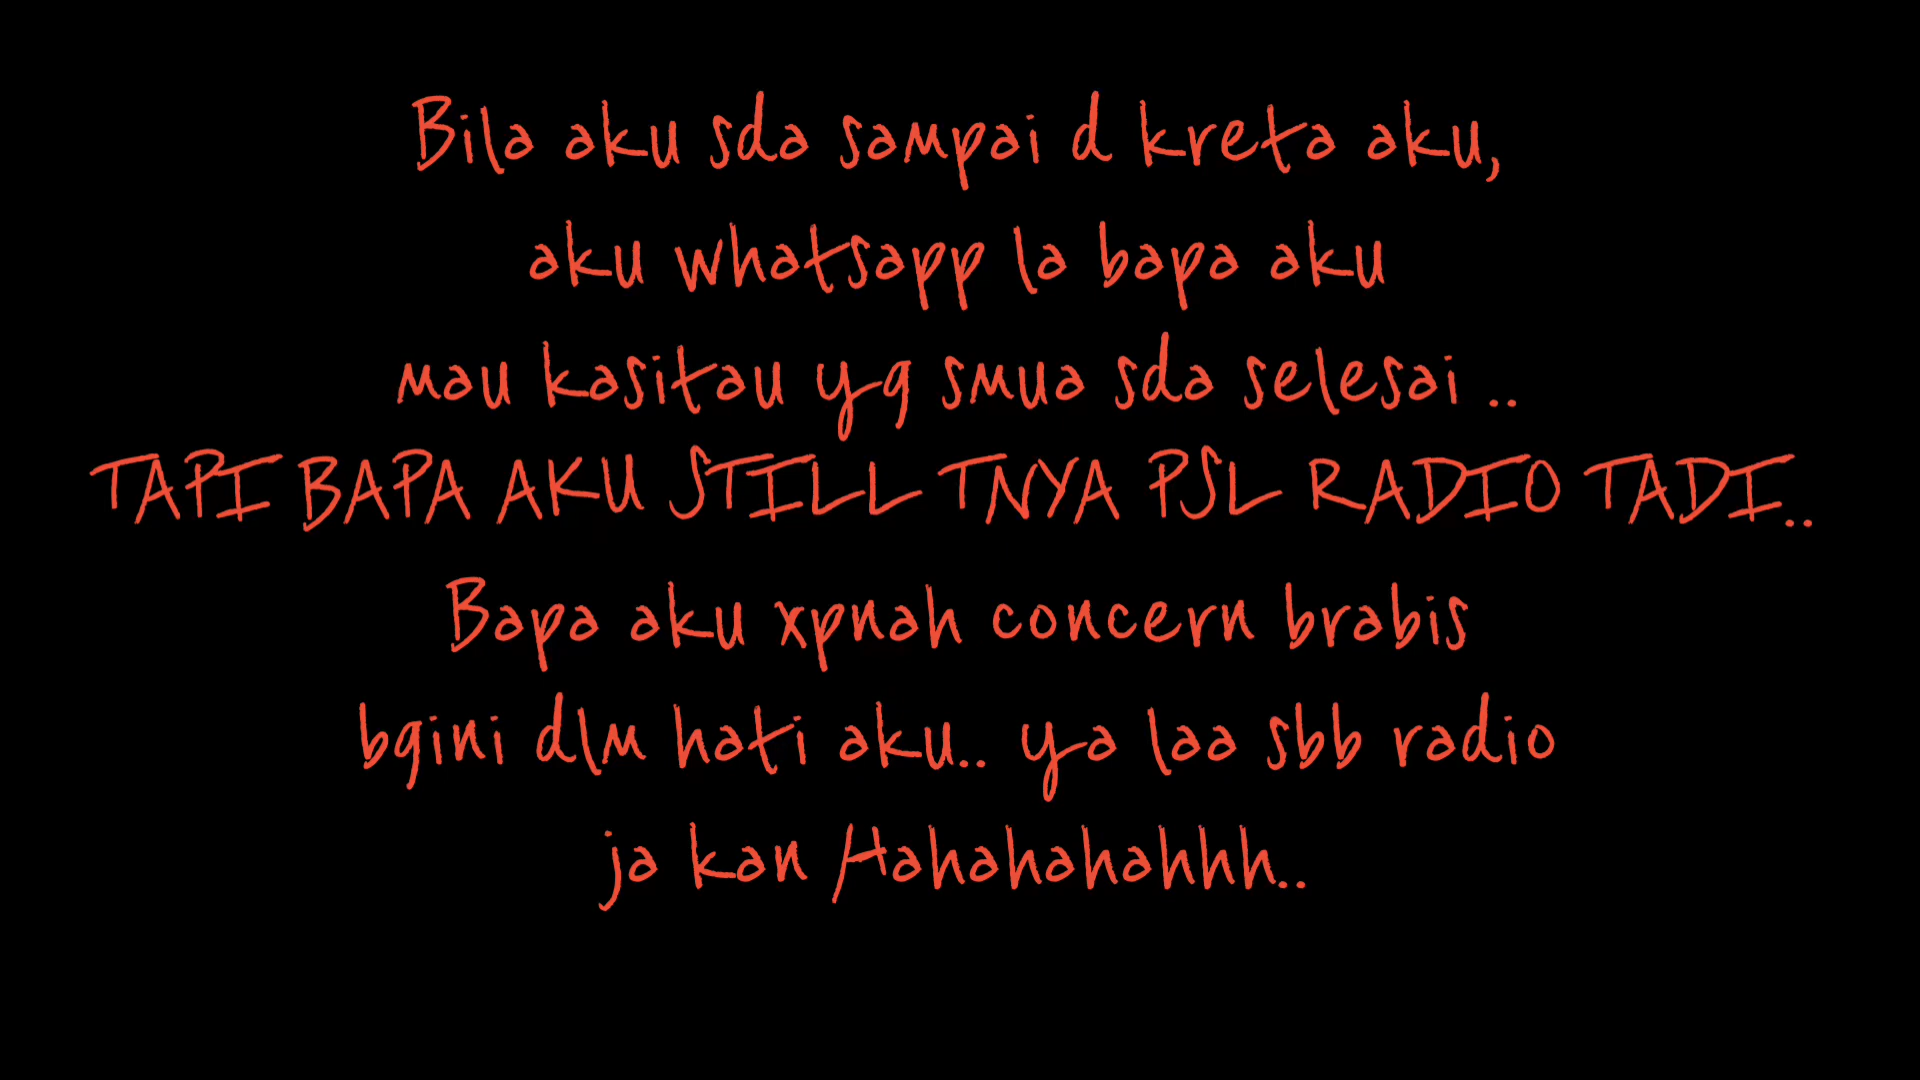 Bila aku sda sampai d kreta aku,
aku whatsapp la bapa aku
mau kasitau yg smua sda selesai ..
TAPI BAPA AKU STILL TNYA PSL RADIO TADI..
Bapa aku xpnah concern brabis
bgini dlm hati aku.. ya laa sbb radio
ja kan Hahahahahhh..